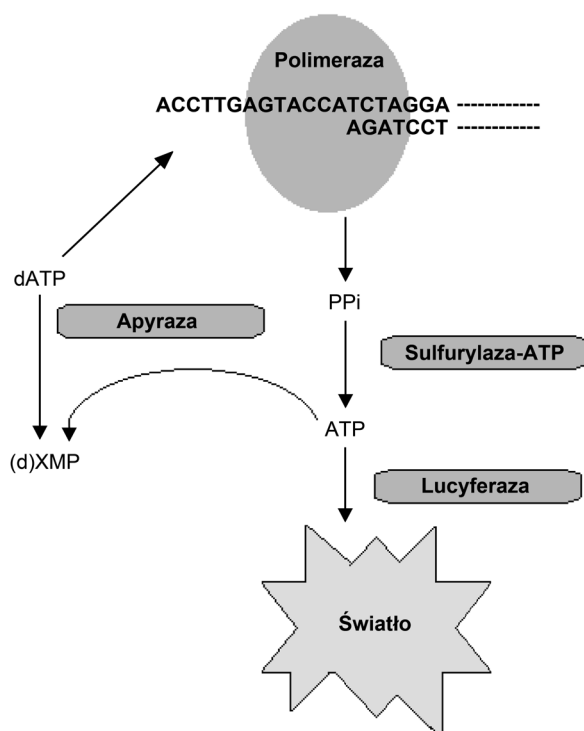 Polimeraza
ACCTTGAGTACCATCTAGGA ------------
AGATCCT ------------
dATP
PPi
Apyraza
Sulfurylaza-ATP
ATP
(d)XMP
Lucyferaza
Światło